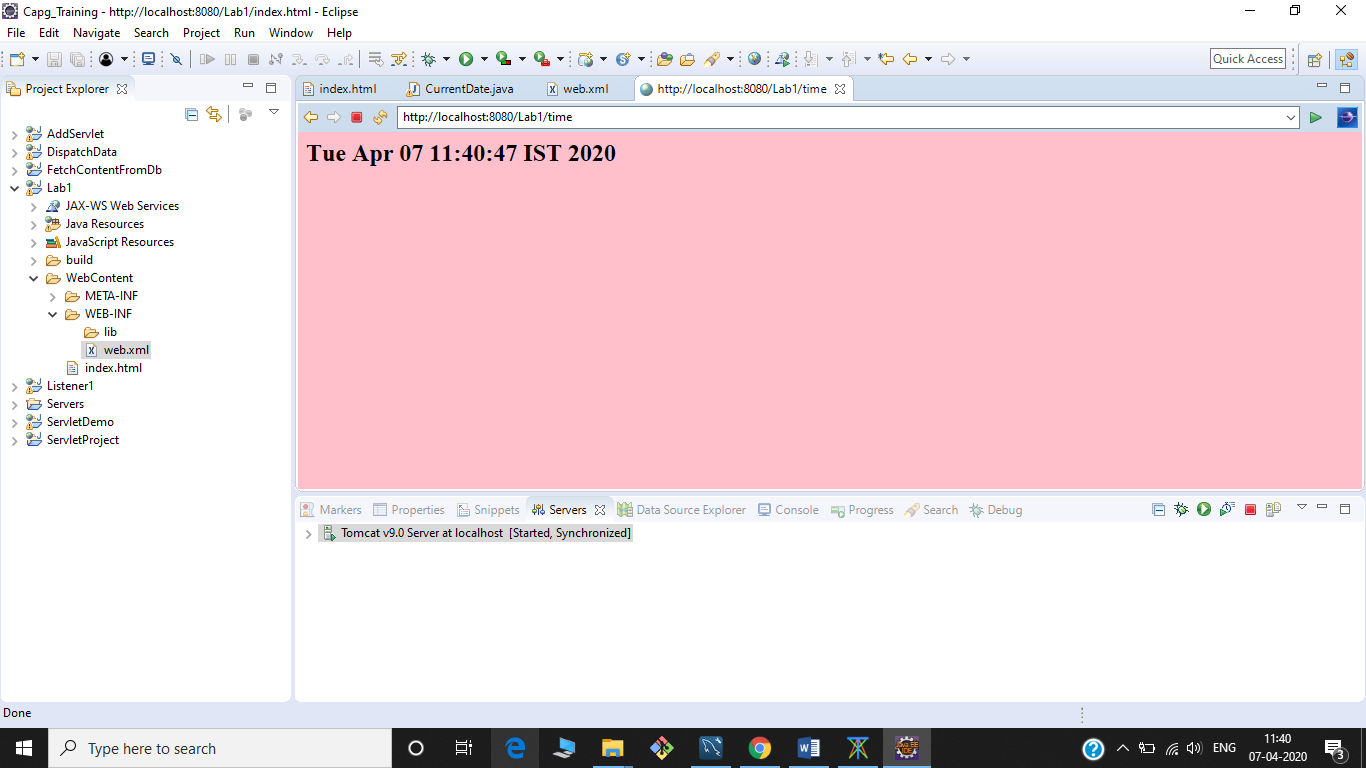 Capg_Training - http://localhost:8080/Lab1/index.html - Eclipse
File Edit Navigate Search Project Run Window Help
Quick Access
Project Explorer
index.html CurrentDate.java web.xml http://localhost:8080/Lab1/time
http://localhost:8080/Lab1/time
AddServlet
DispatchData
FetchContentFromDb
Lab1
JAX-WS Web Services
Java Resources
JavaScript Resources
build
WebContent
META-INF
WEB-INF
lib
web.xml
index.html
Listener1
Servers
ServletDemo
ServletProject
Tue Apr 07 11:40:47 IST 2020
Markers Properties Snippets Servers Data Source Explorer Console Progress Search Debug
Tomcat v9.0 Server at localhost [Started, Synchronized]
Done
Type here to search
ENG
11:40
07-04-2020
3